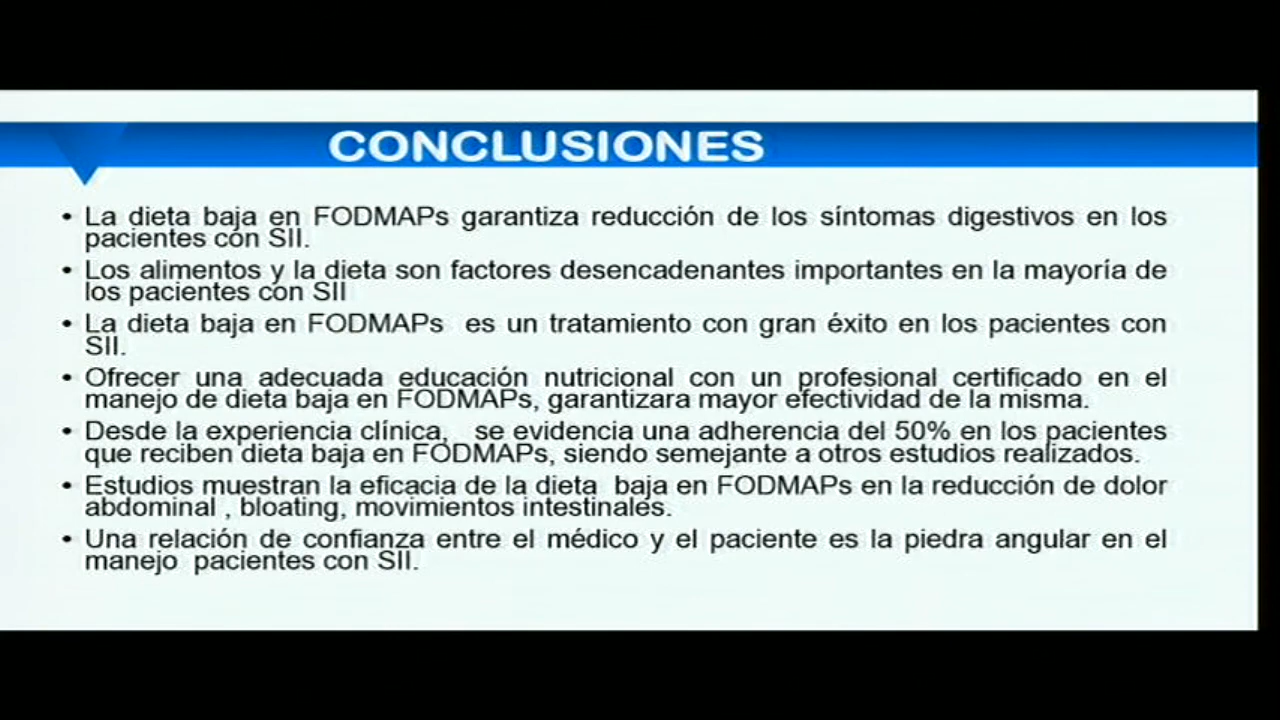 CONCLUSIONES
• La dieta baja en FODMAPs garantiza reducción de los síntomas digestivos en los
pacientes con SII.
• Los alimentos y la dieta son factores desencadenantes importantes en la mayoría de
los pacientes con SII
• La dieta baja en FODMAPs es un tratamiento con gran éxito en los pacientes con
SII.
• Ofrecer una adecuada educación nutricional con un profesional certificado en el
manejo de dieta baja en FODMAPs, garantizara mayor efectividad de la misma.
• Desde la experiencia clínica, se evidencia una adherencia del 50% en los pacientes
que reciben dieta baja en FODMAPs, siendo semejante a otros estudios realizados.
• Estudios muestran la eficacia de la dieta baja en FODMAPs en la reducción de dolor
abdominal , bloating, movimientos intestinales.
• Una relación de confianza entre el médico y el paciente es la piedra angular en el
manejo pacientes con SII.